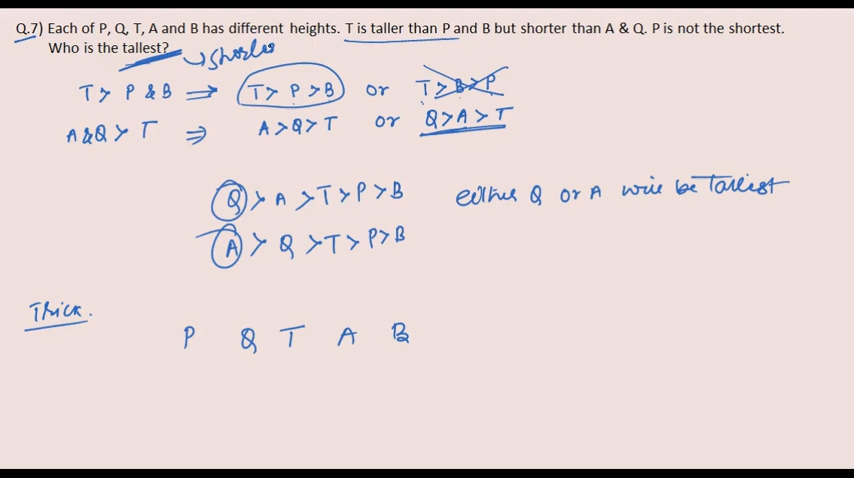 Q.7) Each of P, Q, T, A and B has different heights. T is taller than P and B but shorter than A & Q. P is not the shortest.
Who is the tallest?
shortest
T > P & B ⇒ T > P > B or T > B > P
A & Q > T ⇒ A > Q > T or Q > A > T
Q > A > T > P > B either Q or A will be Tallest
A > Q > T > P > B
Trick.
P Q T A B